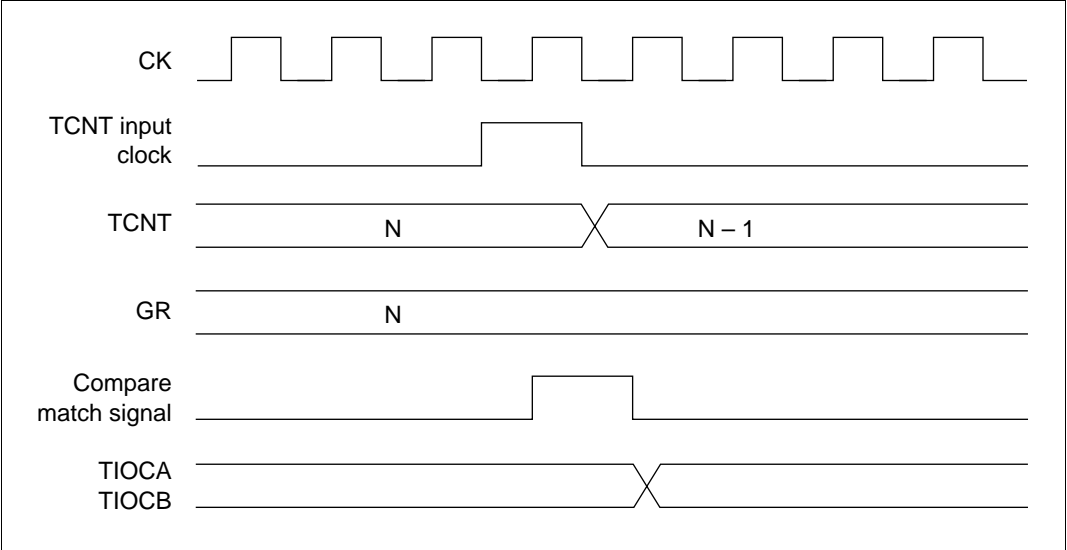 CK
TCNT input
clock
TCNT
N
N – 1
GR
N
Compare
match signal
TIOCA
TIOCB